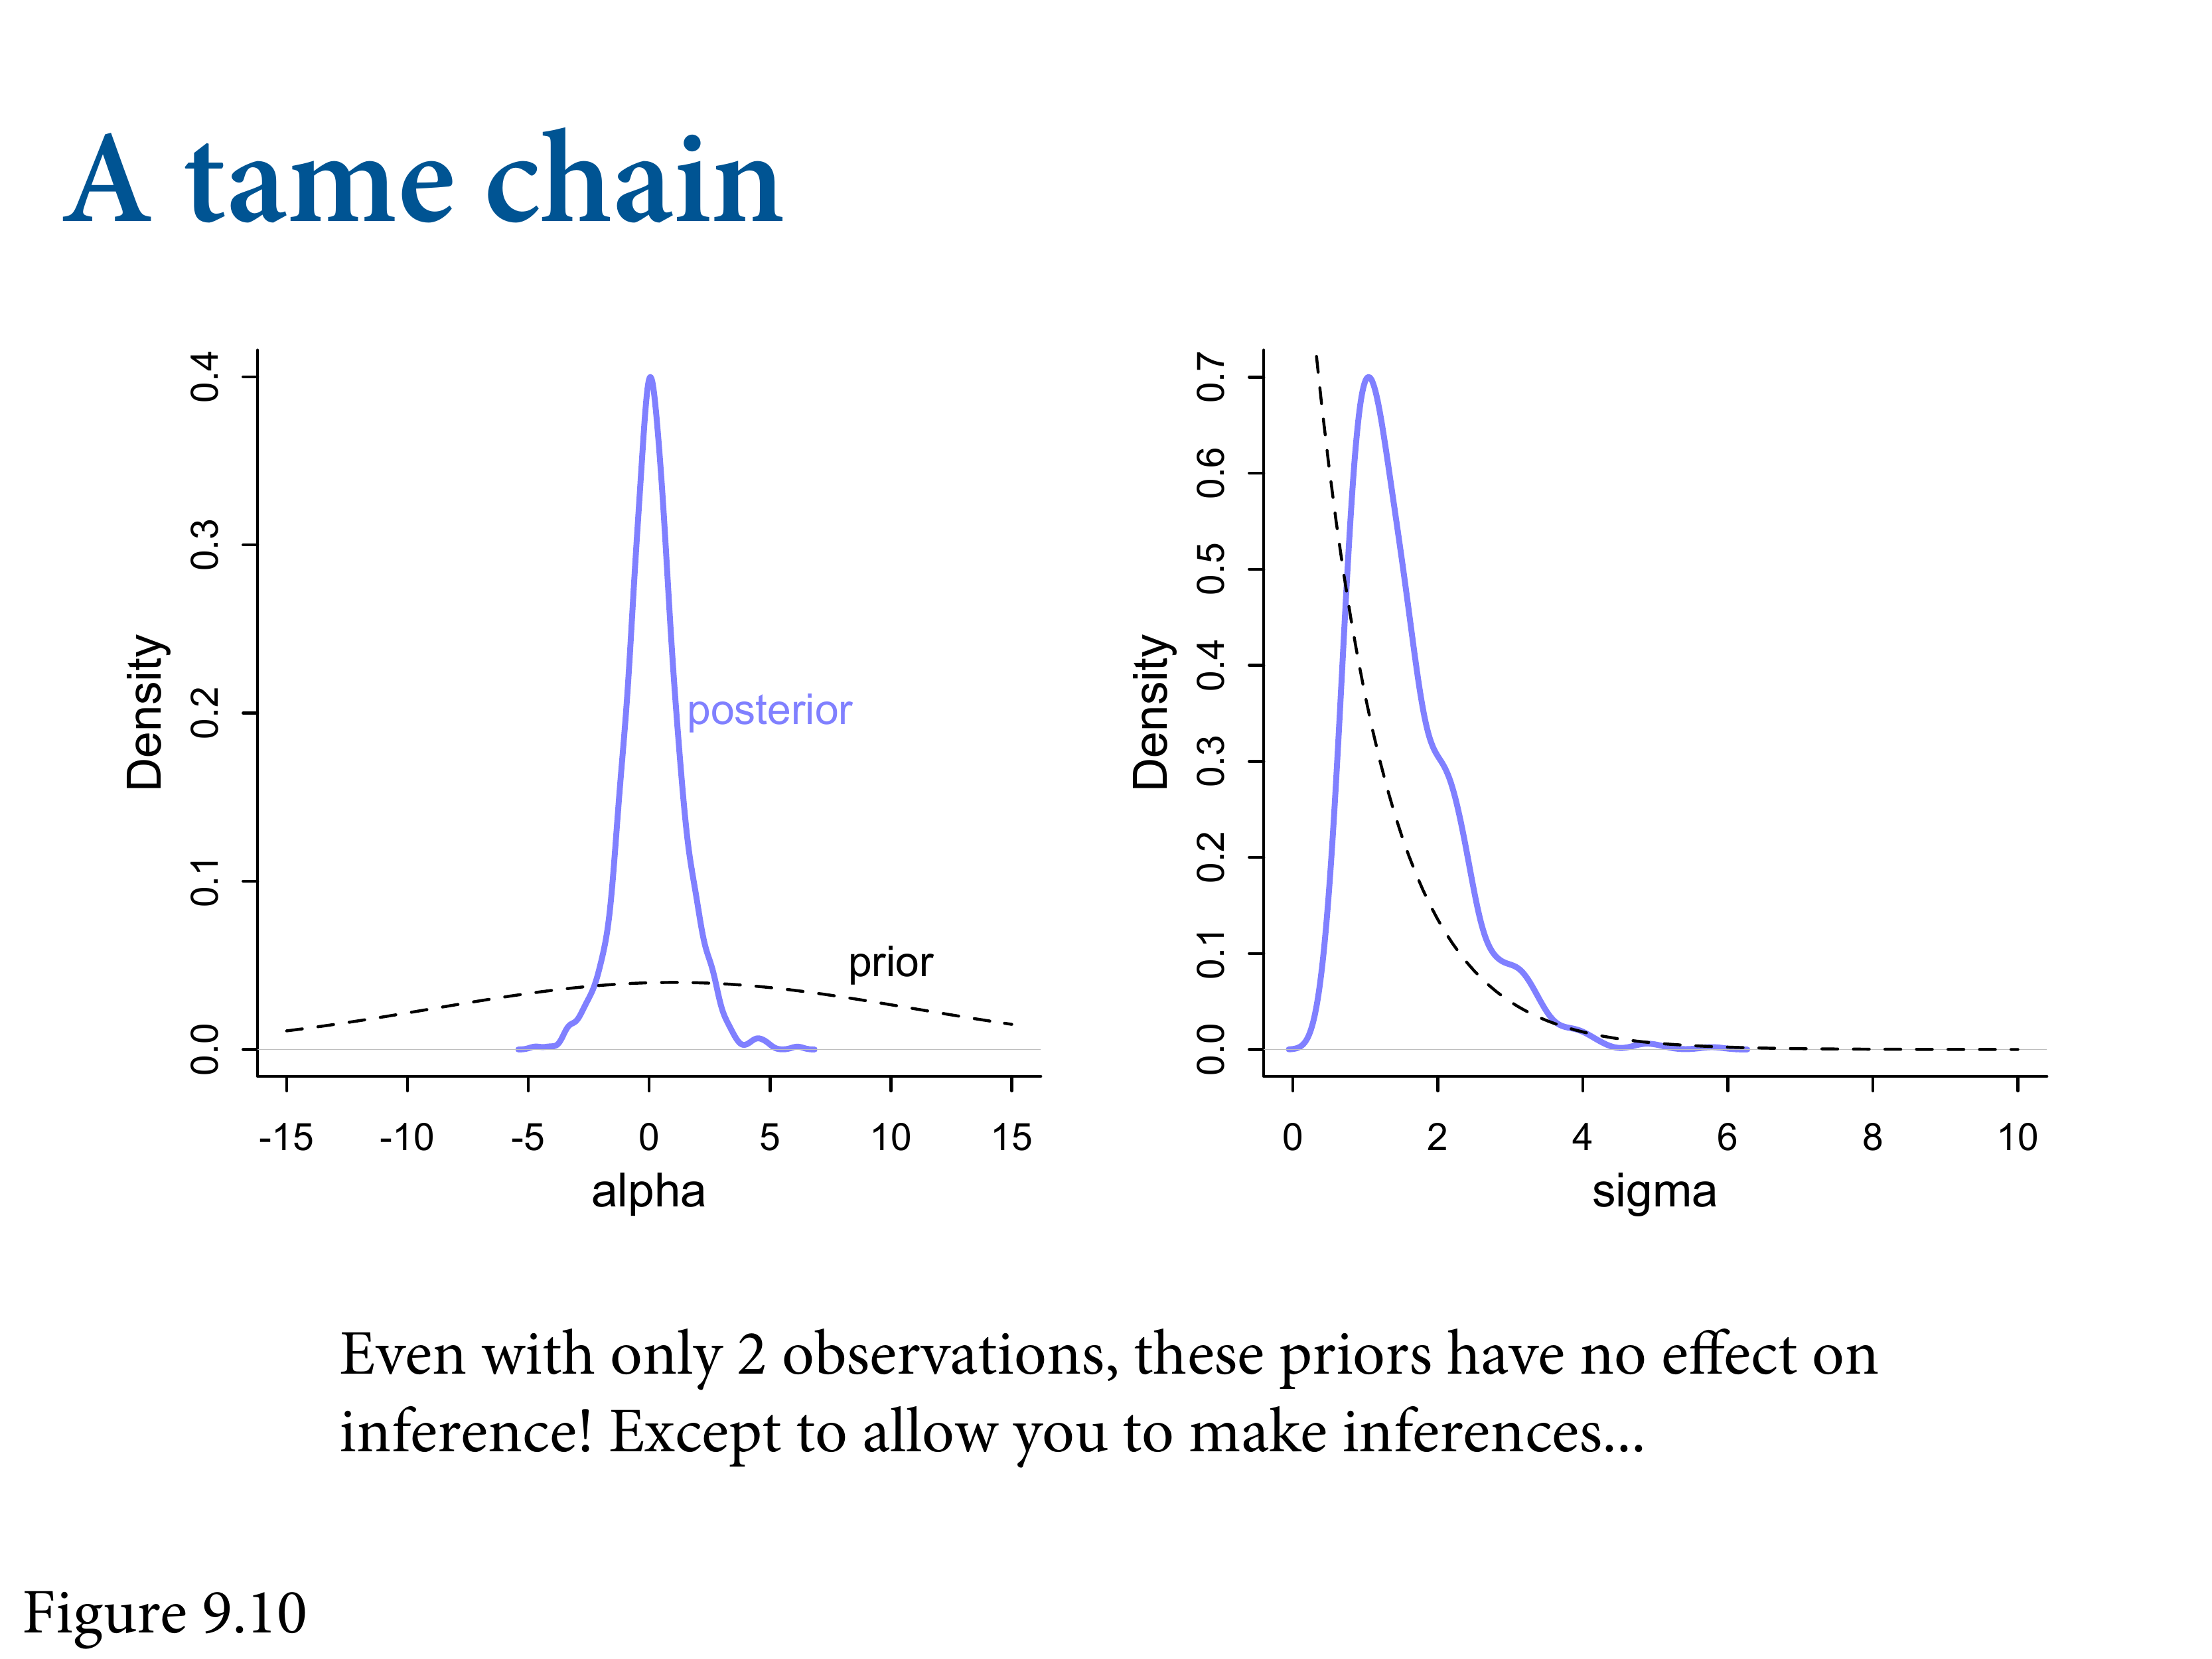 A tame chain
Density
0.0 0.1 0.2 0.3 0.4
posterior
prior
-15 -10 -5 0 5 10 15
alpha
Density
0.0 0.1 0.2 0.3 0.4 0.5 0.6 0.7
0 2 4 6 8 10
sigma
Even with only 2 observations, these priors have no effect on
inference! Except to allow you to make inferences...
Figure 9.10